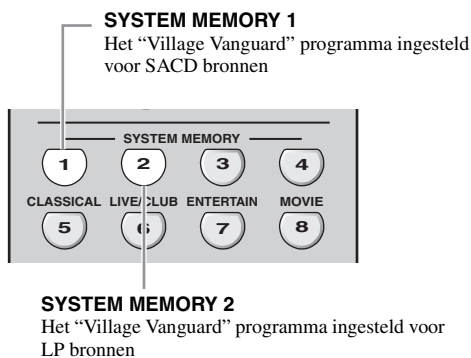 SYSTEM MEMORY 1
Het “Village Vanguard” programma ingesteld
voor SACD bronnen
SYSTEM MEMORY
1 2 3 4
CLASSICAL LIVE/CLUB ENTERTAIN MOVIE
5 6 7 8
SYSTEM MEMORY 2
Het “Village Vanguard” programma ingesteld voor
LP bronnen